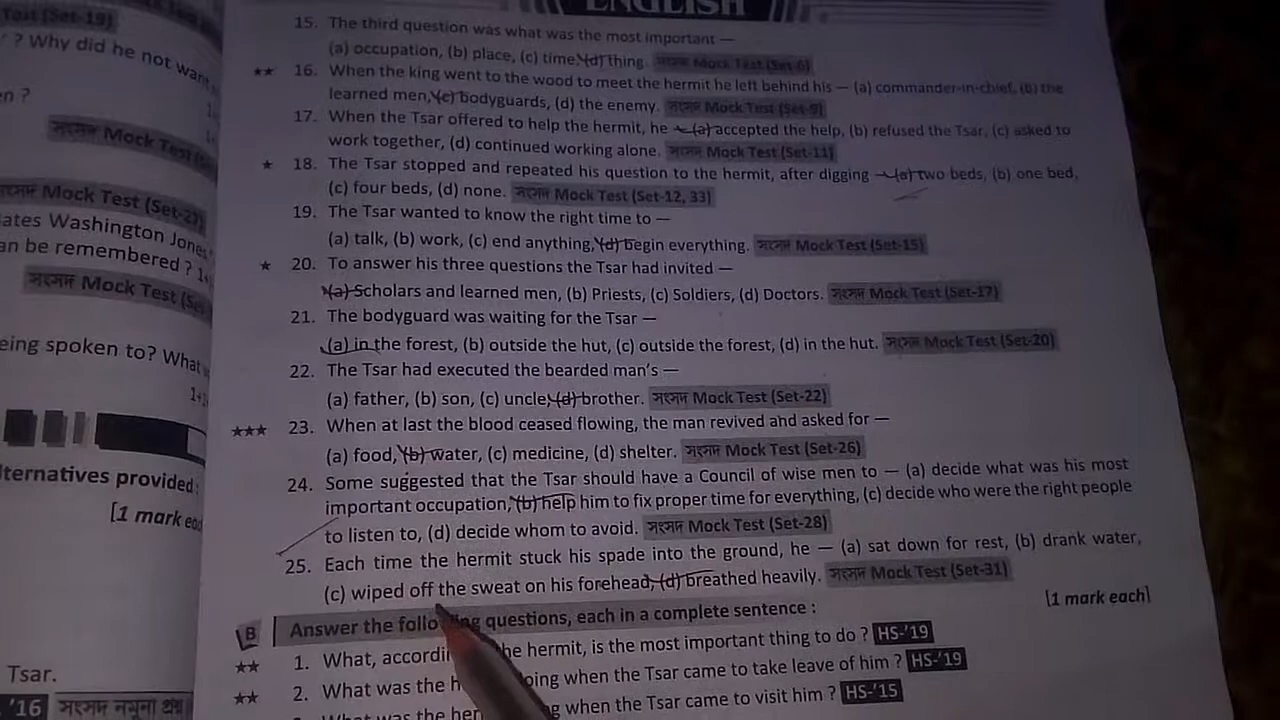 Test (Set-19)
? Why did he not want
en ?
সংসদ Mock Test (S
সংসদ Mock Test (Set-2)
ates Washington Jones'
an be remembered ? 1+
সংসদ Mock Test (Se
eing spoken to? What
1+1
lternatives provided:
[1 mark eac
Tsar.
'16 সংসদ নমুনা প্রশ্ন
ENGLISH
15. The third question was what was the most important —
(a) occupation, (b) place, (c) time, (d) thing. সংসদ Mock Test (Set-6)
★★ 16. When the king went to the wood to meet the hermit he left behind his — (a) commander-in-chief, (b) the
learned men, (c) bodyguards, (d) the enemy. সংসদ Mock Test (Set-9)
17. When the Tsar offered to help the hermit, he — (a) accepted the help, (b) refused the Tsar, (c) asked to
work together, (d) continued working alone. সংসদ Mock Test (Set-11)
★ 18. The Tsar stopped and repeated his question to the hermit, after digging — (a) two beds, (b) one bed,
(c) four beds, (d) none. সংসদ Mock Test (Set-12, 33)
19. The Tsar wanted to know the right time to —
(a) talk, (b) work, (c) end anything, (d) begin everything. সংসদ Mock Test (Set-15)
★ 20. To answer his three questions the Tsar had invited —
(a) Scholars and learned men, (b) Priests, (c) Soldiers, (d) Doctors. সংসদ Mock Test (Set-17)
21. The bodyguard was waiting for the Tsar —
(a) in the forest, (b) outside the hut, (c) outside the forest, (d) in the hut. সংসদ Mock Test (Set-20)
22. The Tsar had executed the bearded man's —
(a) father, (b) son, (c) uncle, (d) brother. সংসদ Mock Test (Set-22)
★★★ 23. When at last the blood ceased flowing, the man revived and asked for —
(a) food, (b) water, (c) medicine, (d) shelter. সংসদ Mock Test (Set-26)
24. Some suggested that the Tsar should have a Council of wise men to — (a) decide what was his most
important occupation, (b) help him to fix proper time for everything, (c) decide who were the right people
to listen to, (d) decide whom to avoid. সংসদ Mock Test (Set-28)
25. Each time the hermit stuck his spade into the ground, he — (a) sat down for rest, (b) drank water,
(c) wiped off the sweat on his forehead, (d) breathed heavily. সংসদ Mock Test (Set-31)
B Answer the following questions, each in a complete sentence : [1 mark each]
★★ 1. What, accordi he hermit, is the most important thing to do ? HS-'19
★★ 2. What was the h oing when the Tsar came to take leave of him ? HS-'19
What was the her g when the Tsar came to visit him ? HS-'15